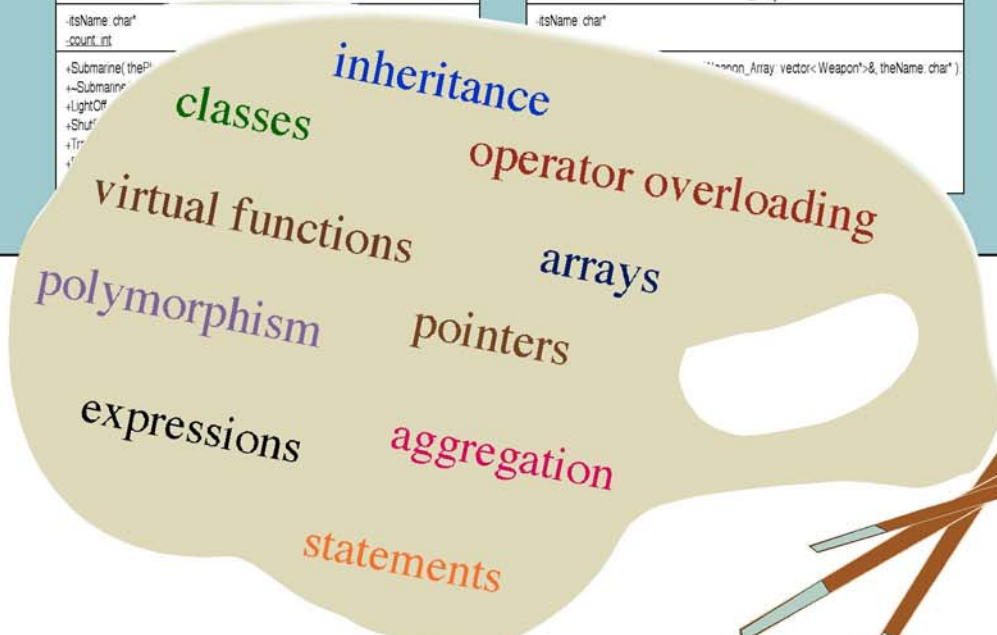 -itsName: char*
-count: int
-itsName: char*
+Submarine(
+~Submarine
+LightOff
Weapon_Array: vector< Weapon*>&, theName: char* )
inheritance
classes
operator overloading
virtual functions
arrays
polymorphism
pointers
expressions
aggregation
statements